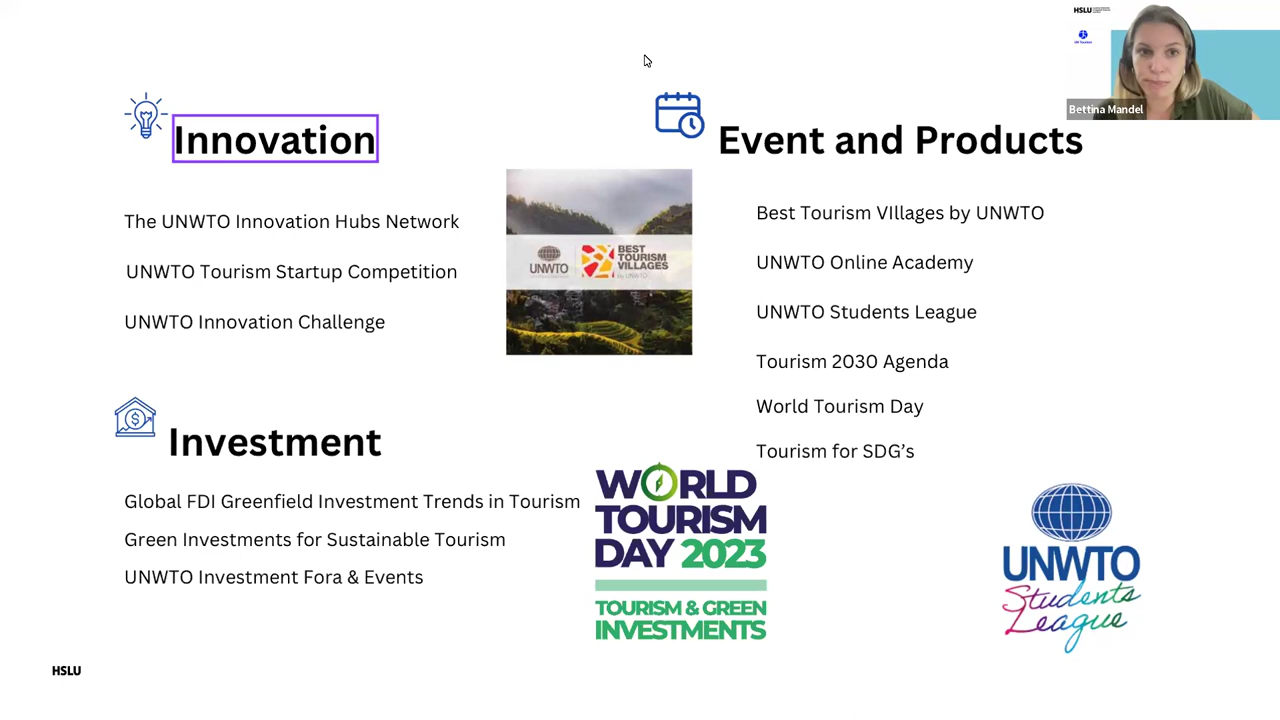 HSLU
Bettina Mandel
Innovation
The UNWTO Innovation Hubs Network
UNWTO Tourism Startup Competition
UNWTO Innovation Challenge
UNWTO
BEST
TOURISM
VILLAGES
by UNWTO
Event and Products
Best Tourism VIllages by UNWTO
UNWTO Online Academy
UNWTO Students League
Tourism 2030 Agenda
World Tourism Day
Tourism for SDG’s
Investment
Global FDI Greenfield Investment Trends in Tourism
Green Investments for Sustainable Tourism
UNWTO Investment Fora & Events
WORLD
TOURISM
DAY 2023
TOURISM & GREEN
INVESTMENTS
UNWTO
Students
League
HSLU